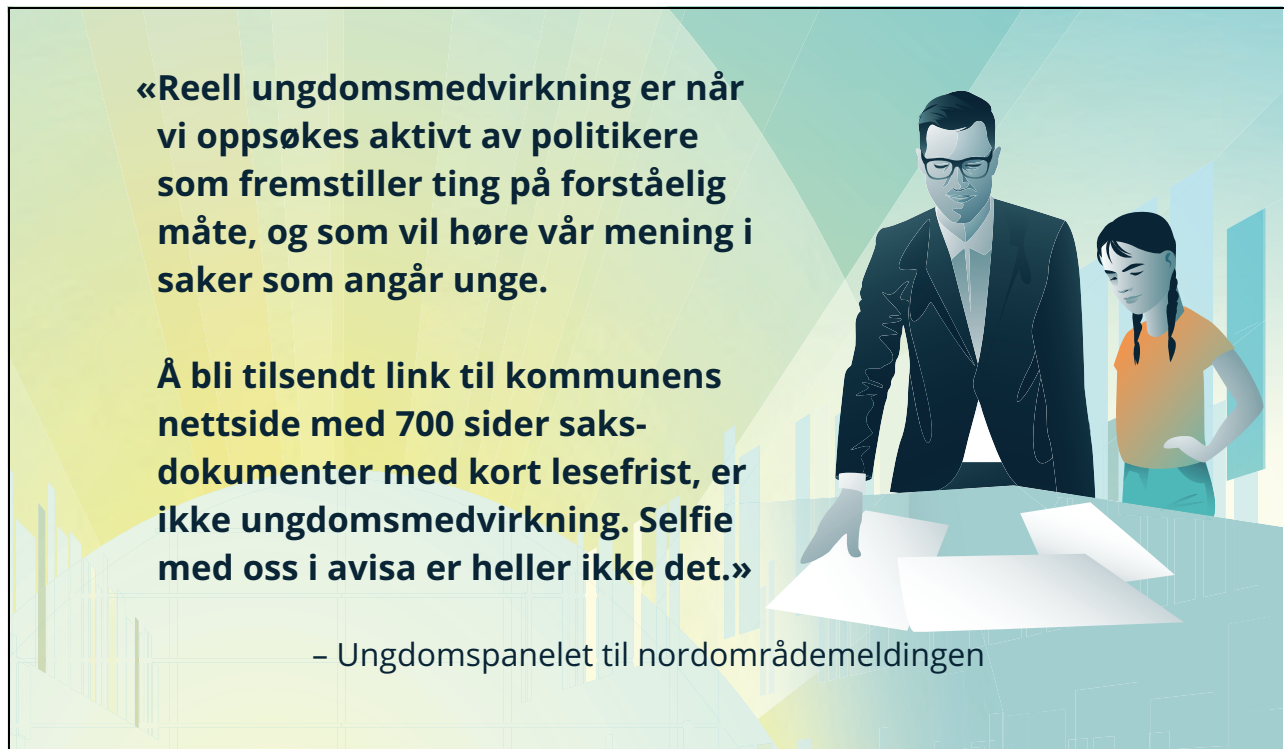 «Reell ungdomsmedvirkning er når
vi oppsøkes aktivt av politikere
som fremstiller ting på forståelig
måte, og som vil høre vår mening i
saker som angår unge.
Å bli tilsendt link til kommunens
nettside med 700 sider saks-
dokumenter med kort lesefrist, er
ikke ungdomsmedvirkning. Selfie
med oss i avisa er heller ikke det.»
– Ungdomspanelet til nordområdemeldingen